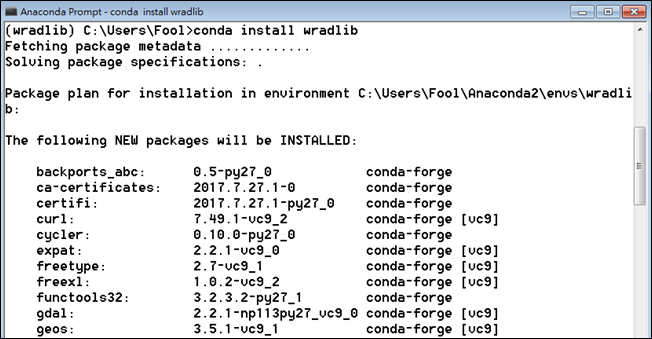 Anaconda Prompt - conda  install wradlib
(wradlib) C:\Users\Fool>conda install wradlib
Fetching package metadata .............
Solving package specifications: .
Package plan for installation in environment C:\Users\Fool\Anaconda2\envs\wradli
b:
The following NEW packages will be INSTALLED:
backports_abc:      0.5-py27_0            conda-forge
ca-certificates:    2017.7.27.1-0         conda-forge
certifi:            2017.7.27.1-py27_0    conda-forge
curl:               7.49.1-vc9_2          conda-forge [vc9]
cycler:             0.10.0-py27_0         conda-forge
expat:              2.2.1-vc9_0           conda-forge [vc9]
freetype:           2.7-vc9_1             conda-forge [vc9]
freexl:             1.0.2-vc9_2           conda-forge [vc9]
functools32:        3.2.3.2-py27_1        conda-forge
gdal:               2.2.1-np113py27_vc9_0 conda-forge [vc9]
geos:               3.5.1-vc9_1           conda-forge [vc9]